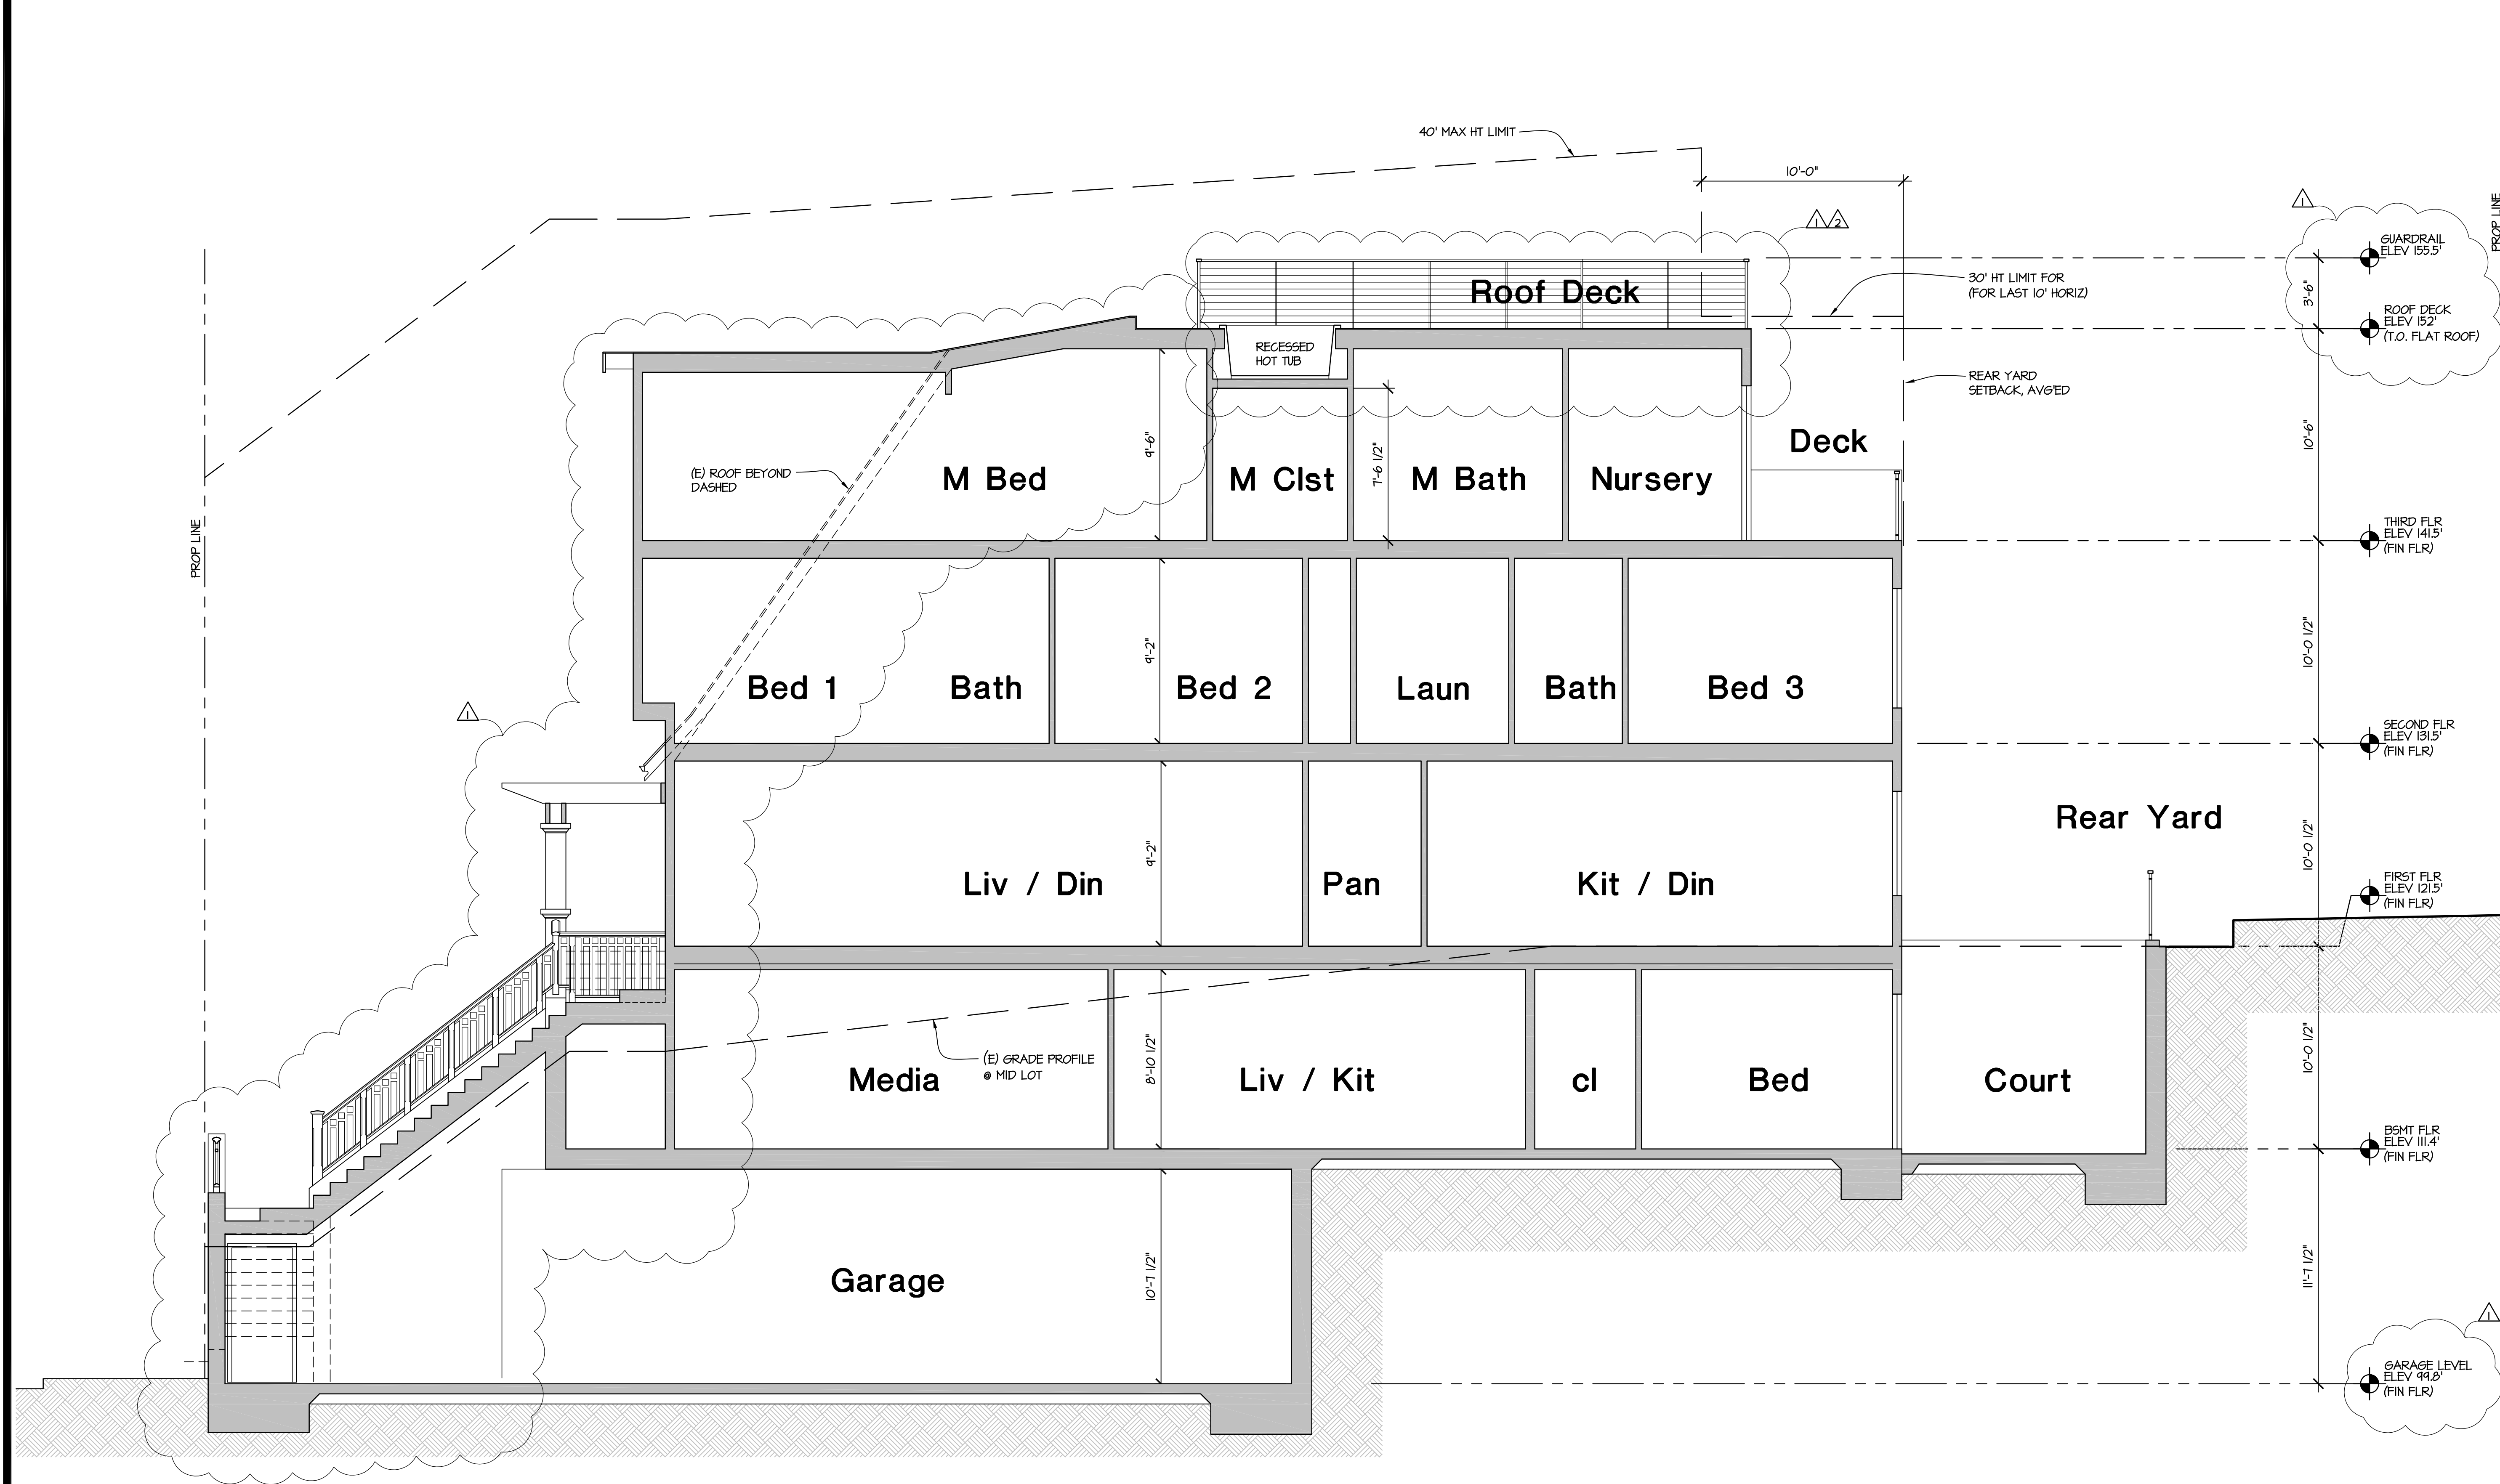 40' MAX HT LIMIT
10'-0"
1
2
1
GUARDRAIL
ELEV 155.5'
PROP LINE
30' HT LIMIT FOR
(FOR LAST 10' HORIZ)
3'-6"
Roof Deck
ROOF DECK
ELEV 152'
(T.O. FLAT ROOF)
RECESSED
HOT TUB
REAR YARD
SETBACK, AVG'ED
10'-6"
Deck
9'-6"
7'-6 1/2"
(E) ROOF BEYOND
DASHED
M Bed
M Clst
M Bath
Nursery
PROP LINE
THIRD FLR
ELEV 141.5'
(FIN FLR)
9'-2"
10'-0 1/2"
Bed 1
Bath
Bed 2
Laun
Bath
Bed 3
1
SECOND FLR
ELEV 131.5'
(FIN FLR)
Rear Yard
9'-2"
10'-0 1/2"
Liv / Din
Pan
Kit / Din
FIRST FLR
ELEV 121.5'
(FIN FLR)
(E) GRADE PROFILE
@ MID LOT
8'-10 1/2"
10'-0 1/2"
Media
Liv / Kit
cl
Bed
Court
BSMT FLR
ELEV 111.4'
(FIN FLR)
Garage
10'-7 1/2"
11'-7 1/2"
1
GARAGE LEVEL
ELEV 99.8'
(FIN FLR)